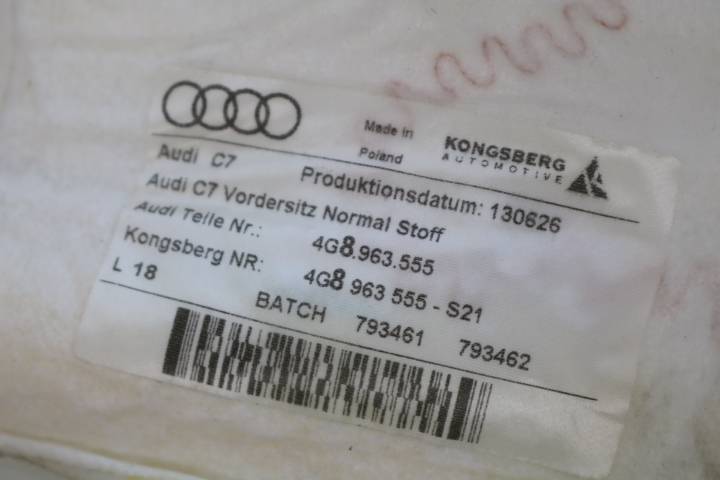 Made in
Poland
KONGSBERG
AUTOMOTIVE
Audi C7
Produktionsdatum: 130626
Audi C7 Vordersitz Normal Stoff
Audi Teile Nr.: 4G8.963.555
Kongsberg NR: 4G8 963 555 - S21
L 18
BATCH 793461 793462